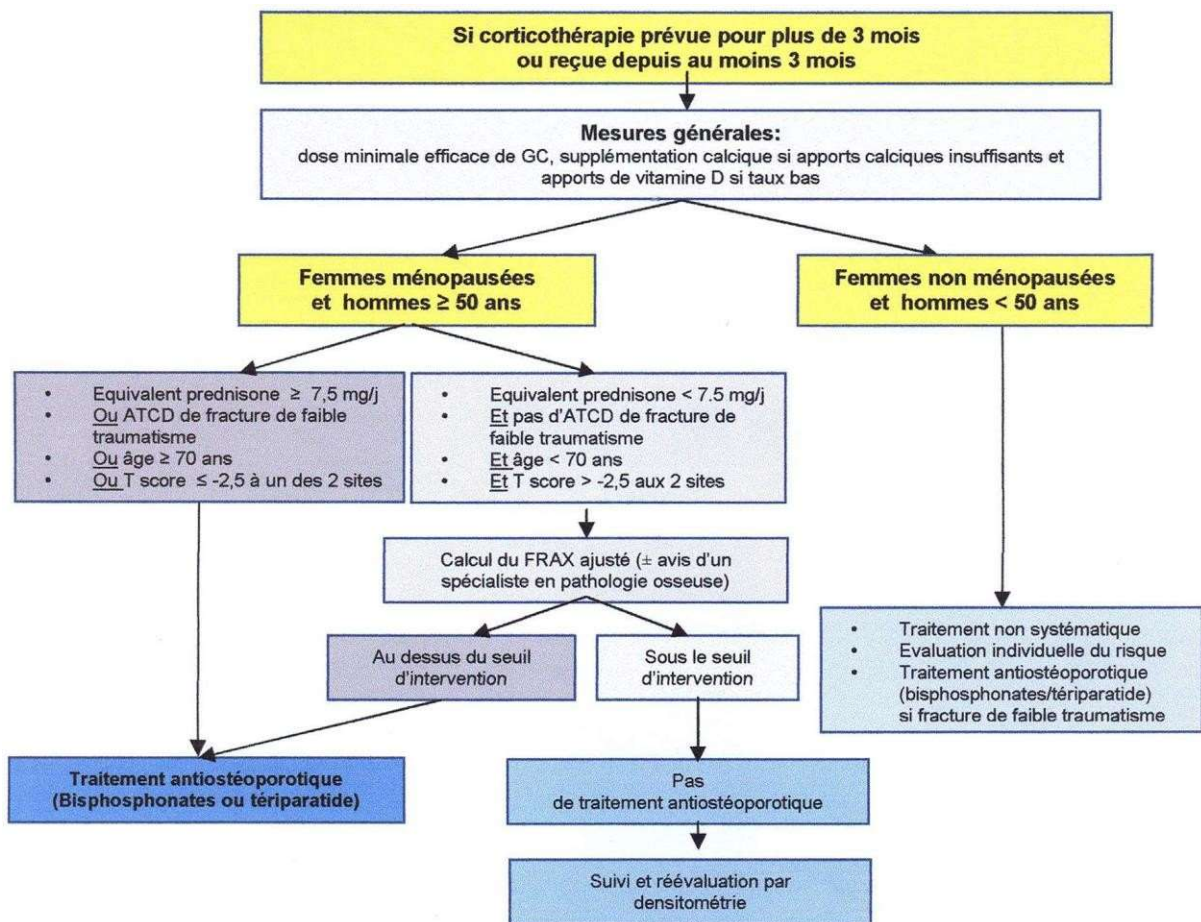 Si corticothérapie prévue pour plus de 3 mois
ou reçue depuis au moins 3 mois
Mesures générales:
dose minimale efficace de GC, supplémentation calcique si apports calciques insuffisants et
apports de vitamine D si taux bas
Femmes ménopausées
et hommes ≥ 50 ans
Femmes non ménopausées
et hommes < 50 ans
• Equivalent prednisone ≥ 7,5 mg/j
• Ou ATCD de fracture de faible
traumatisme
• Ou âge ≥ 70 ans
• Ou T score ≤ -2,5 à un des 2 sites
• Equivalent prednisone < 7.5 mg/j
• Et pas d'ATCD de fracture de
faible traumatisme
• Et âge < 70 ans
• Et T score > -2,5 aux 2 sites
Calcul du FRAX ajusté (± avis d'un
spécialiste en pathologie osseuse)
Au dessus du seuil
d'intervention
Sous le seuil
d'intervention
• Traitement non systématique
• Evaluation individuelle du risque
• Traitement antiostéoporotique
(bisphosphonates/tériparatide)
si fracture de faible traumatisme
Traitement antiostéoporotique
(Bisphosphonates ou tériparatide)
Pas
de traitement antiostéoporotique
Suivi et réévaluation par
densitométrie